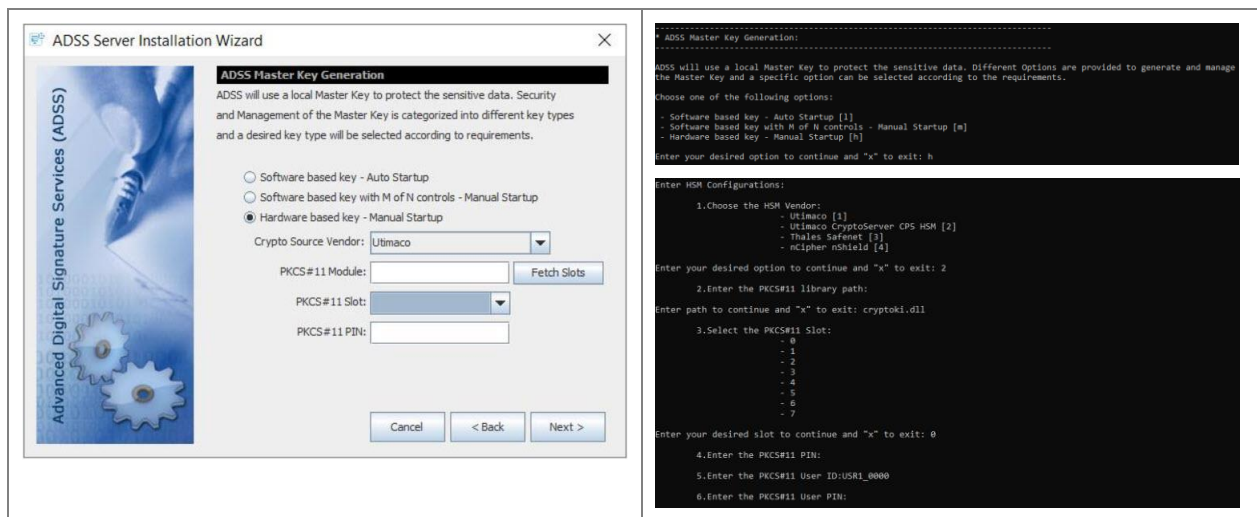 ADSS Server Installation Wizard
Advanced Digital Signature Services (ADSS)
ADSS Master Key Generation
ADSS will use a local Master Key to protect the sensitive data. Security
and Management of the Master Key is categorized into different key types
and a desired key type will be selected according to requirements.
Software based key - Auto Startup
Software based key with M of N controls - Manual Startup
Hardware based key - Manual Startup
Crypto Source Vendor: Utimaco
PKCS#11 Module: Fetch Slots
PKCS#11 Slot:
PKCS#11 PIN:
Cancel < Back Next >
--------------------------------------------------------------------------------
* ADSS Master Key Generation:
--------------------------------------------------------------------------------
ADSS will use a local Master Key to protect the sensitive data. Different Options are provided to generate and manage
the Master Key and a specific option can be selected according to the requirements.
Choose one of the following options:
- Software based key - Auto Startup [l]
- Software based key with M of N controls - Manual Startup [m]
- Hardware based key - Manual Startup [h]
Enter your desired option to continue and "x" to exit: h
Enter HSM Configurations:
1.Choose the HSM Vendor:
- Utimaco [1]
- Utimaco CryptoServer CP5 HSM [2]
- Thales Safenet [3]
- nCipher nShield [4]
Enter your desired option to continue and "x" to exit: 2
2.Enter the PKCS#11 library path:
Enter path to continue and "x" to exit: cryptoki.dll
3.Select the PKCS#11 Slot:
- 0
- 1
- 2
- 3
- 4
- 5
- 6
- 7
Enter your desired slot to continue and "x" to exit: 0
4.Enter the PKCS#11 PIN:
5.Enter the PKCS#11 User ID:USR1_0000
6.Enter the PKCS#11 User PIN: